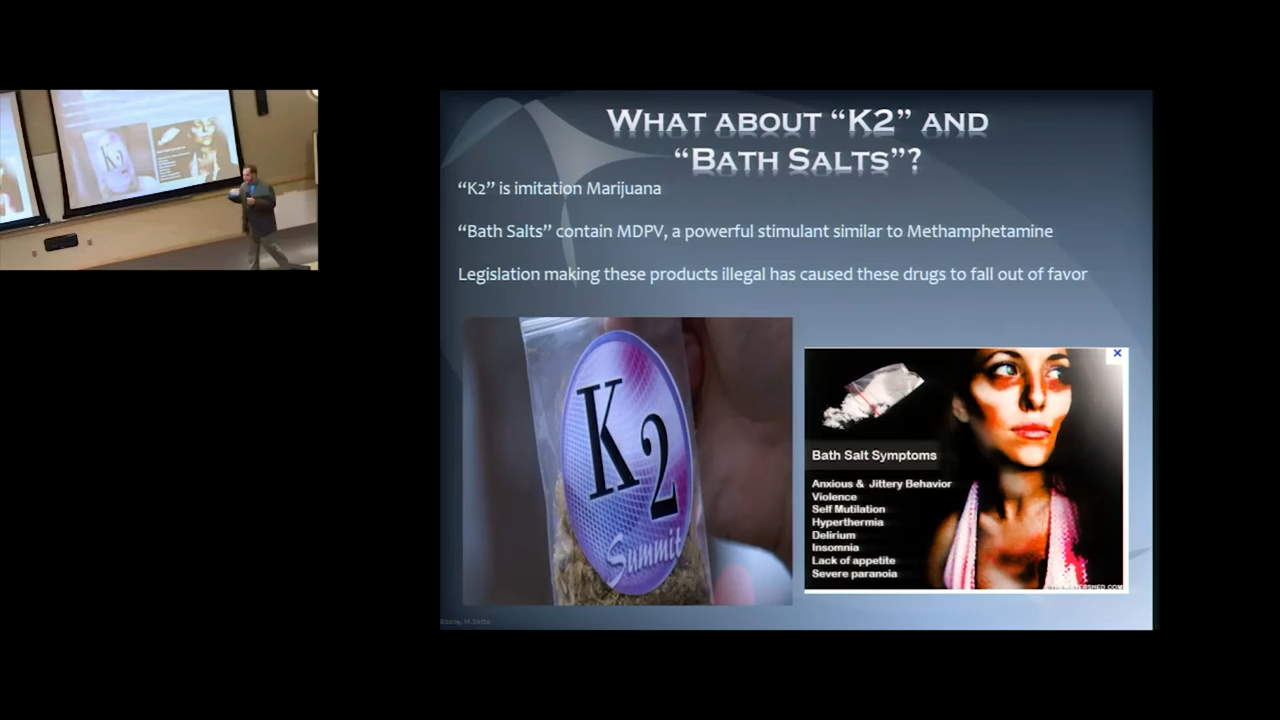 WHAT ABOUT “K2” AND
“BATH SALTS”?
“K2” is imitation Marijuana
“Bath Salts” contain MDPV, a powerful stimulant similar to Methamphetamine
Legislation making these products illegal has caused these drugs to fall out of favor
K2
Summit
Bath Salt Symptoms
Anxious & Jittery Behavior
Violence
Self Mutilation
Hyperthermia
Delirium
Insomnia
Lack of appetite
Severe paranoia
K2